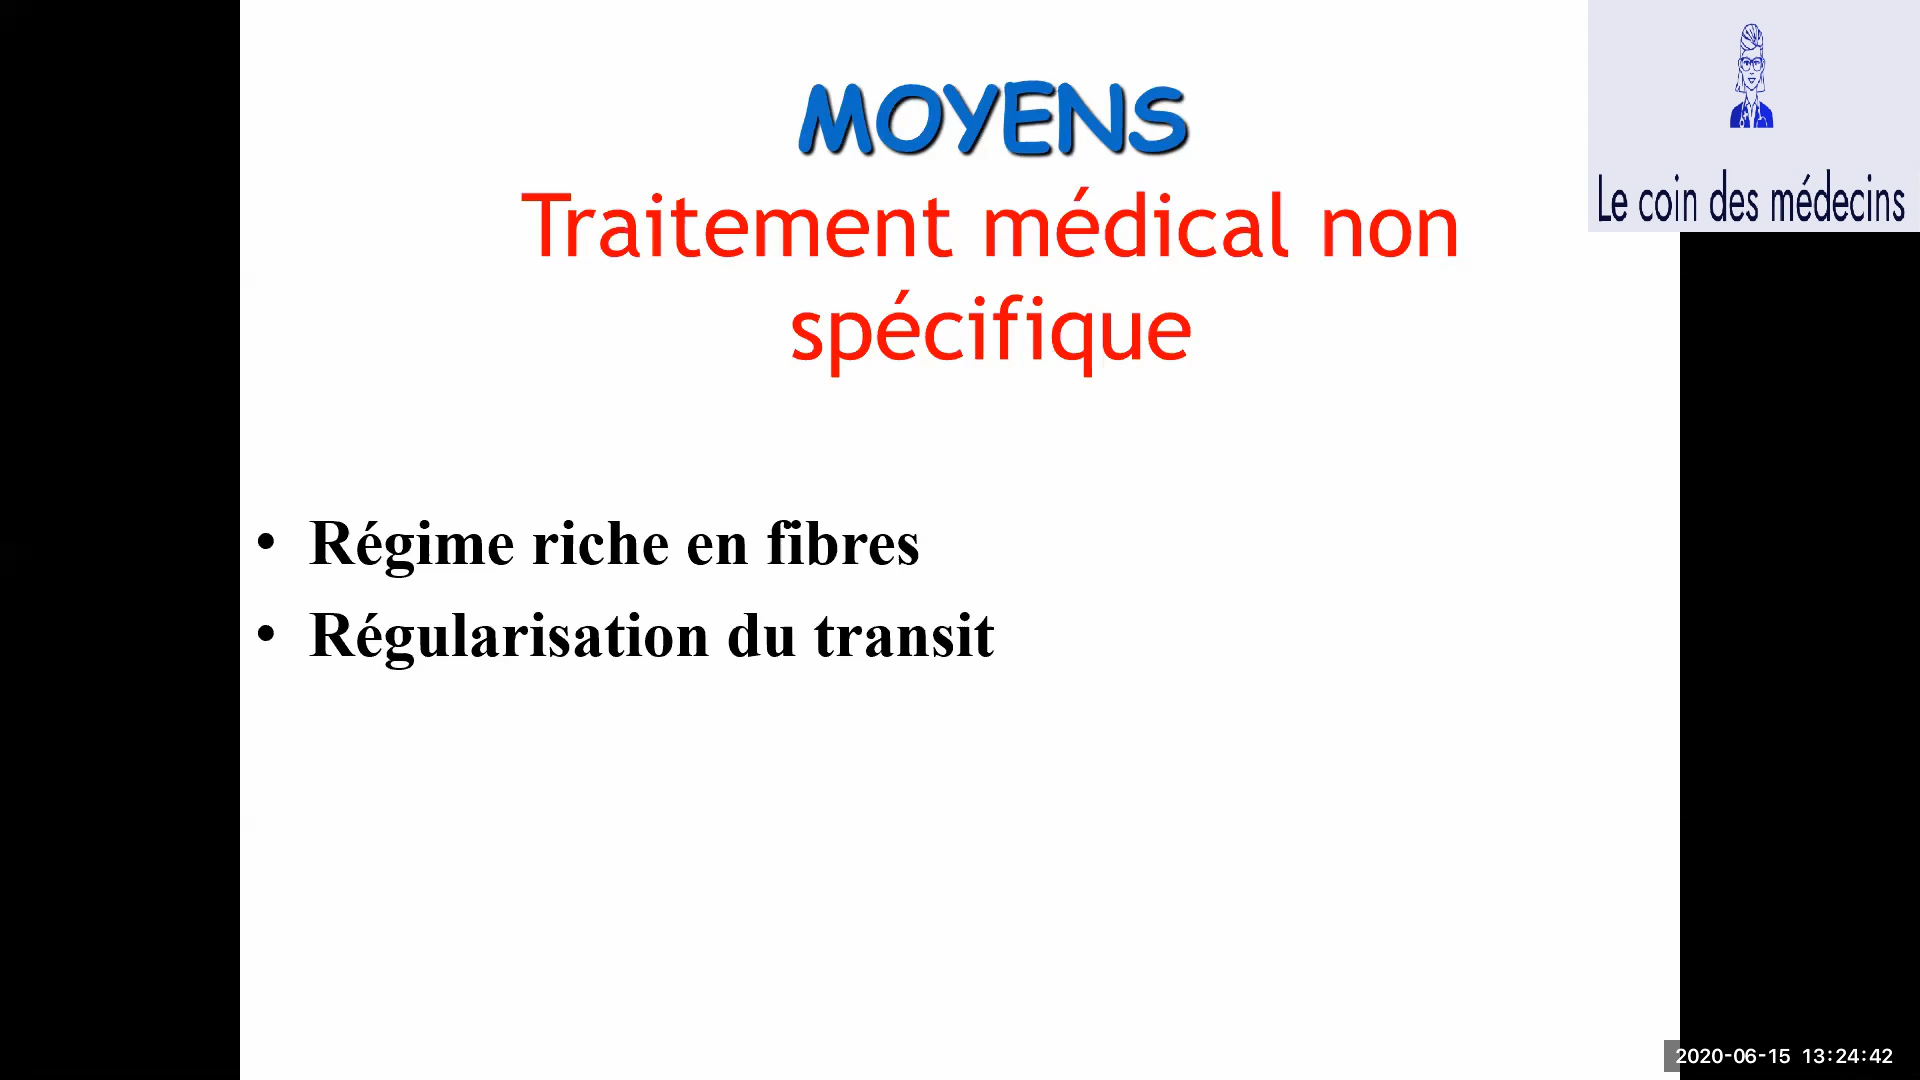 MOYENS
Traitement médical non
spécifique
Le coin des médecins
• Régime riche en fibres
• Régularisation du transit
2020-06-15 13:24:42